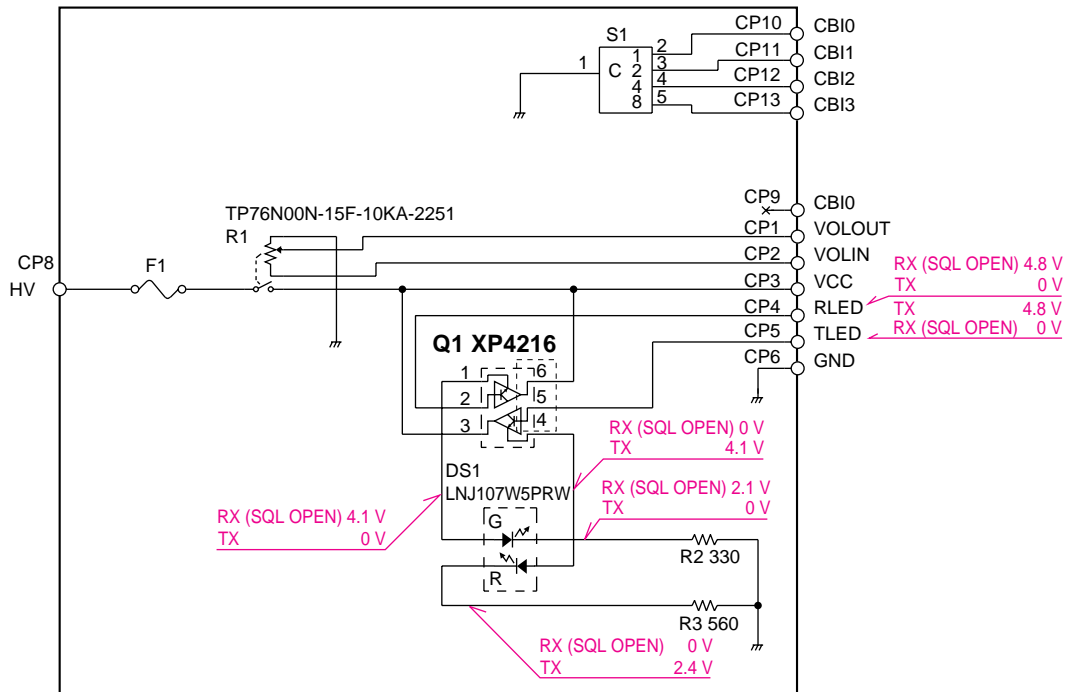 CP10 CBI0
S1
2
CP11 CBI1
1 C 1 3
2 4 CP12 CBI2
4 5
8 CP13 CBI3
CP9 CBI0
TP76N00N-15F-10KA-2251
CP1 VOLOUT
R1
CP2 VOLIN
CP8 F1
RX (SQL OPEN) 4.8 V
HV
CP3 VCC
TX 0 V
CP4 RLED
TX 4.8 V
CP5 TLED
RX (SQL OPEN) 0 V
Q1 XP4216
CP6 GND
1 6
2 5
3 4
RX (SQL OPEN) 0 V
TX 4.1 V
DS1
LNJ107W5PRW
RX (SQL OPEN) 2.1 V
TX 0 V
RX (SQL OPEN) 4.1 V
TX 0 V
G
R2 330
R
R3 560
RX (SQL OPEN) 0 V
TX 2.4 V